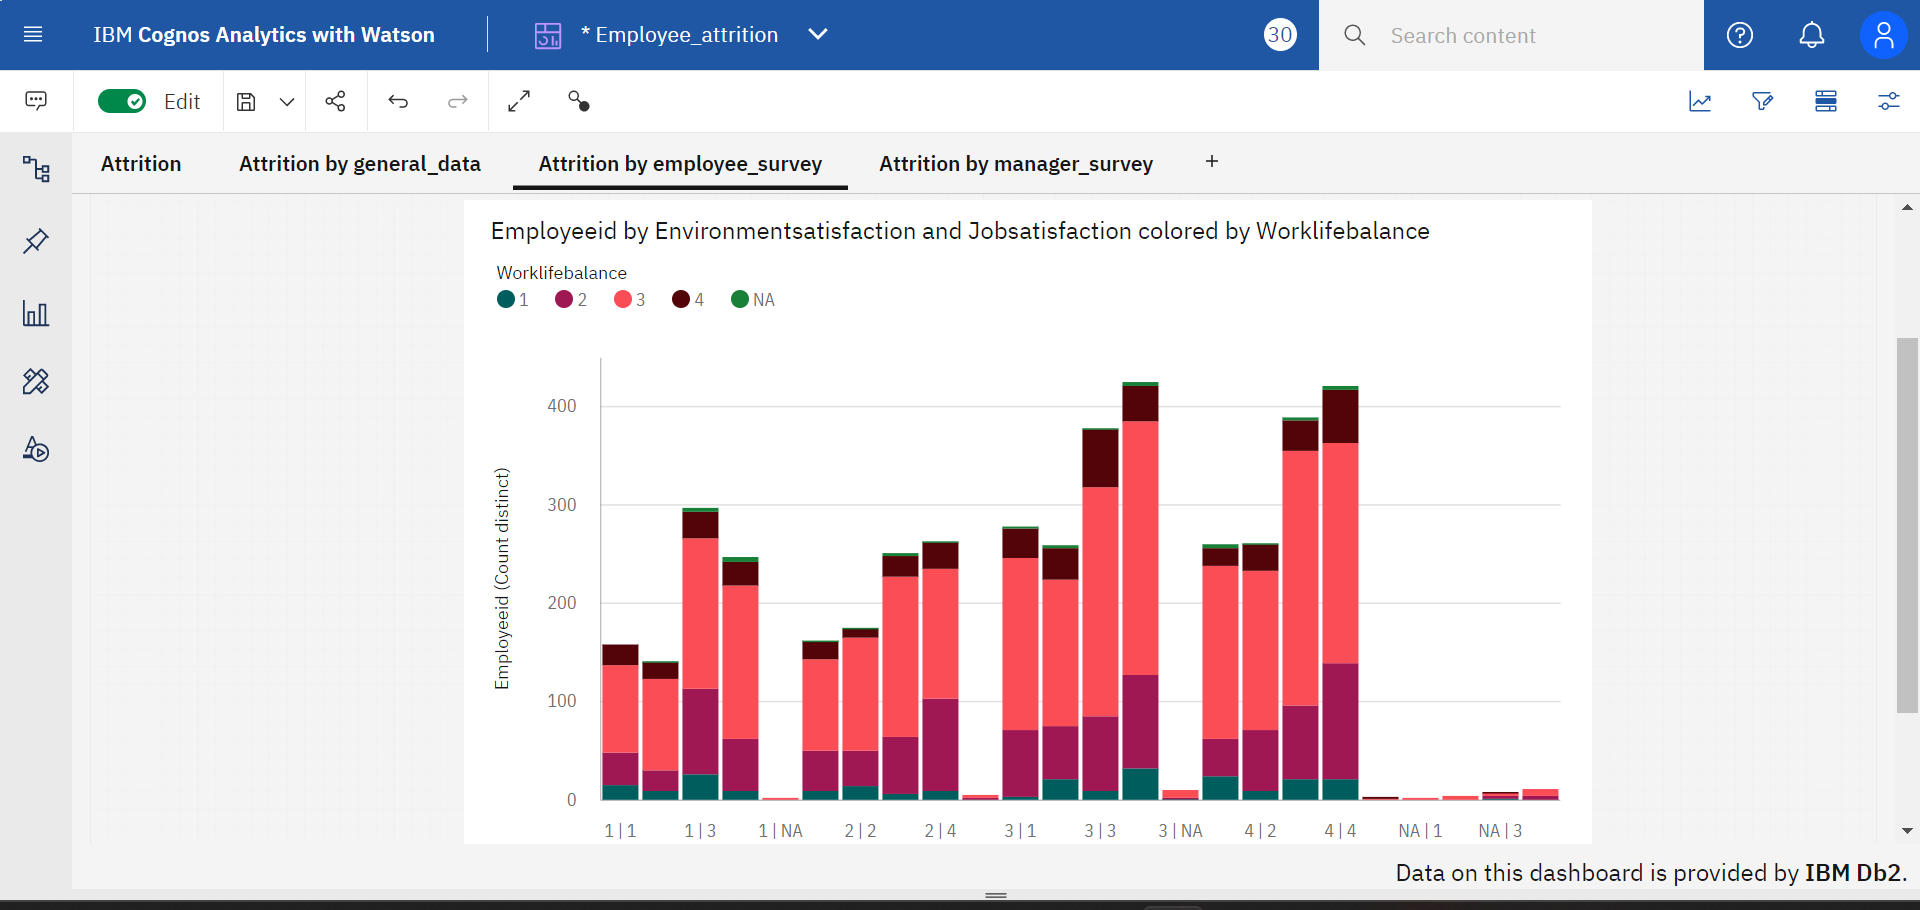 IBM Cognos Analytics with Watson
* Employee_attrition
30
Search content
Edit
Attrition
Attrition by general_data
Attrition by employee_survey
Attrition by manager_survey
+
Employeeid by Environmentsatisfaction and Jobsatisfaction colored by Worklifebalance
Worklifebalance
1 2 3 4 NA
Employeeid (Count distinct)
400
300
200
100
0
1 | 1 1 | 3 1 | NA 2 | 2 2 | 4 3 | 1 3 | 3 3 | NA 4 | 2 4 | 4 NA | 1 NA | 3
Data on this dashboard is provided by IBM Db2.